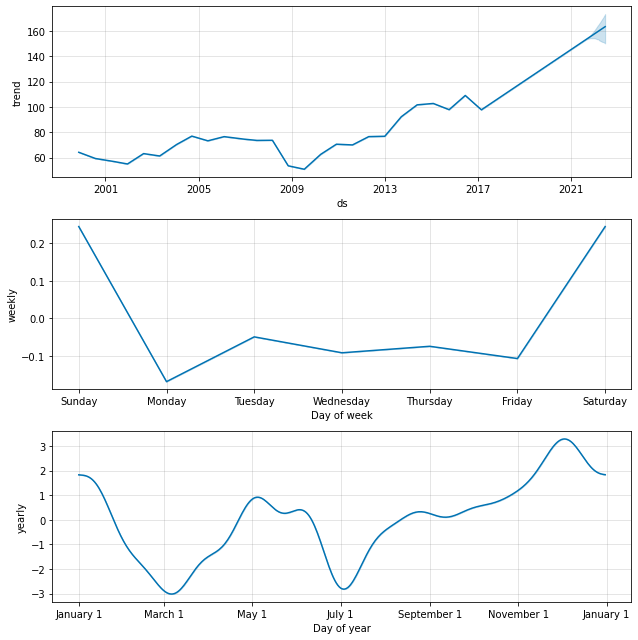 160
140
120
100
80
60
trend
2001 2005 2009 2013 2017 2021
ds
0.2
0.1
0.0
−0.1
weekly
Sunday Monday Tuesday Wednesday Thursday Friday Saturday
Day of week
3
2
1
0
−1
−2
−3
yearly
January 1 March 1 May 1 July 1 September 1 November 1 January 1
Day of year